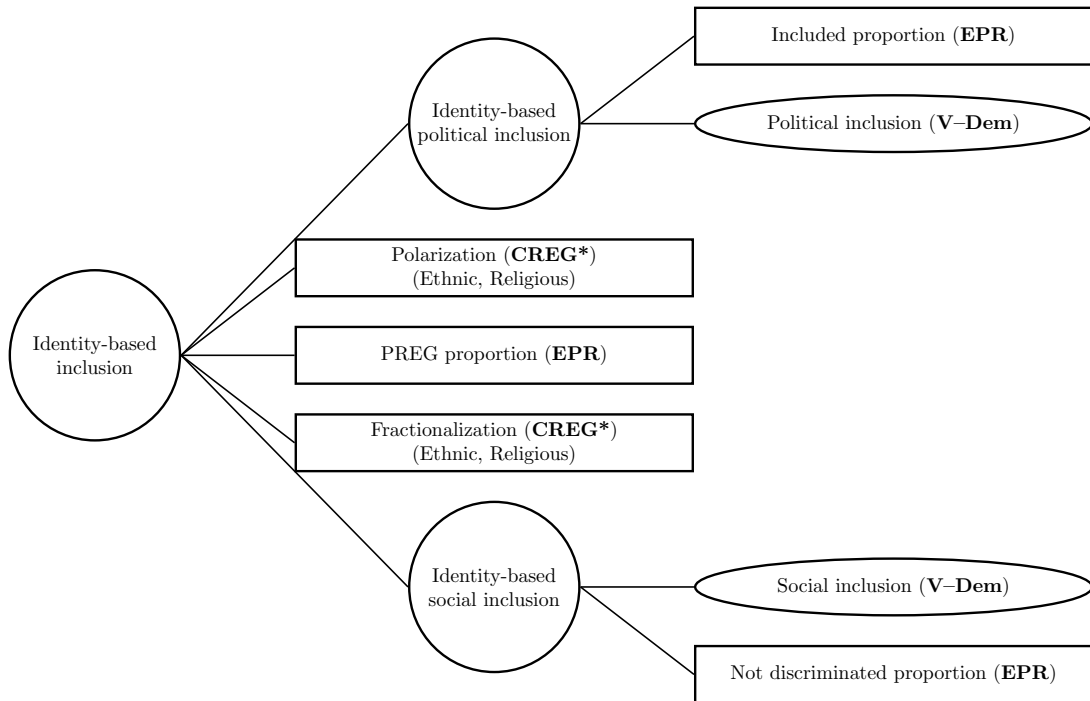 Included proportion (EPR)
Identity-based
political inclusion
Political inclusion (V–Dem)
Polarization (CREG*)
(Ethnic, Religious)
Identity-based
inclusion
PREG proportion (EPR)
Fractionalization (CREG*)
(Ethnic, Religious)
Identity-based
social inclusion
Social inclusion (V–Dem)
Not discriminated proportion (EPR)